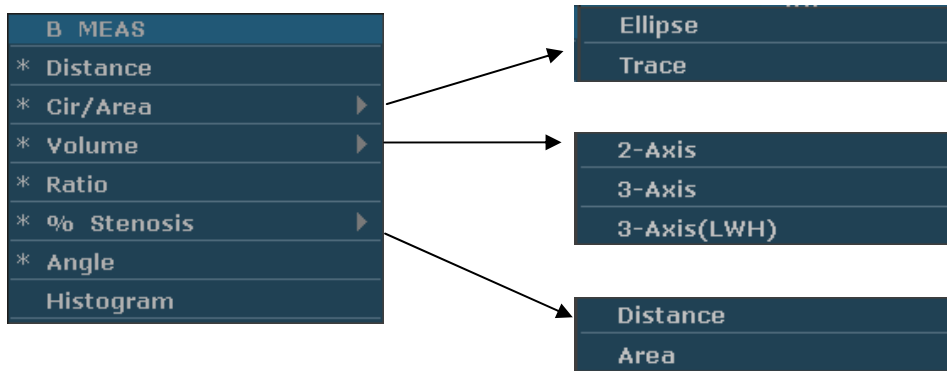 B MEAS
* Distance
* Cir/Area
* Volume
* Ratio
* % Stenosis
* Angle
Histogram
Ellipse
Trace
2-Axis
3-Axis
3-Axis(LWH)
Distance
Area